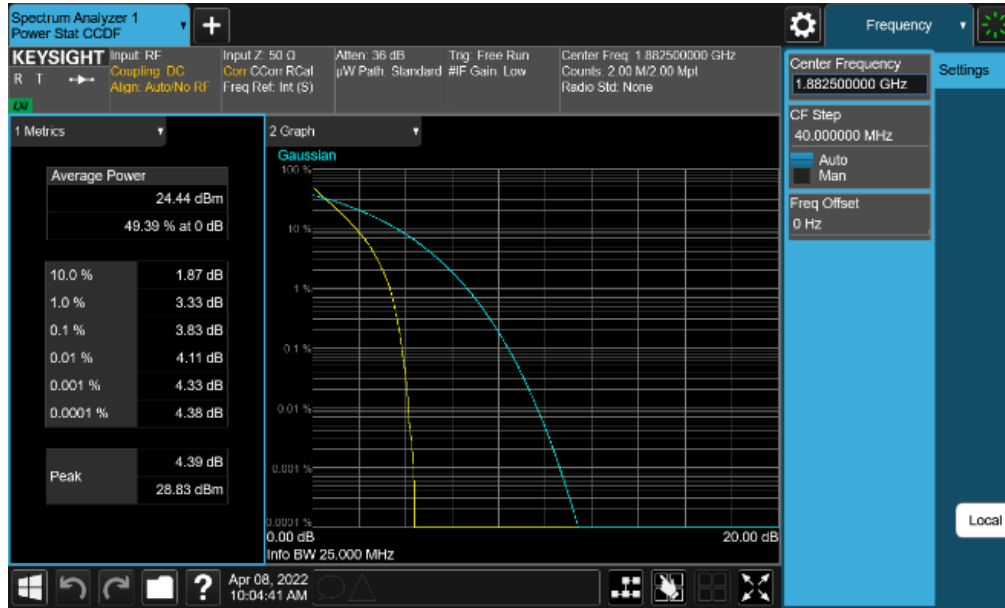 Spectrum Analyzer 1
Power Stat CCDF
+
Frequency
KEYSIGHT
R T
LXI
Input: RF
Coupling: DC
Align: Auto/No RF
Input Z: 50 Ω
Corr CCorr RCal
Freq Ref: Int (S)
Atten: 36 dB
µW Path: Standard
Trig: Free Run
#IF Gain: Low
Center Freq: 1.882500000 GHz
Counts: 2.00 M/2.00 Mpt
Radio Std: None
Center Frequency
1.882500000 GHz
Settings
CF Step
40.000000 MHz
Auto
Man
Freq Offset
0 Hz
1 Metrics
Average Power
24.44 dBm
49.39 % at 0 dB
10.0 % 1.87 dB
1.0 % 3.33 dB
0.1 % 3.83 dB
0.01 % 4.11 dB
0.001 % 4.33 dB
0.0001 % 4.38 dB
Peak
4.39 dB
28.83 dBm
2 Graph
Gaussian
100 %
10 %
1 %
0.1 %
0.01 %
0.001 %
0.0001 %
0.00 dB 20.00 dB
Info BW 25.000 MHz
Local
?
Apr 08, 2022
10:04:41 AM